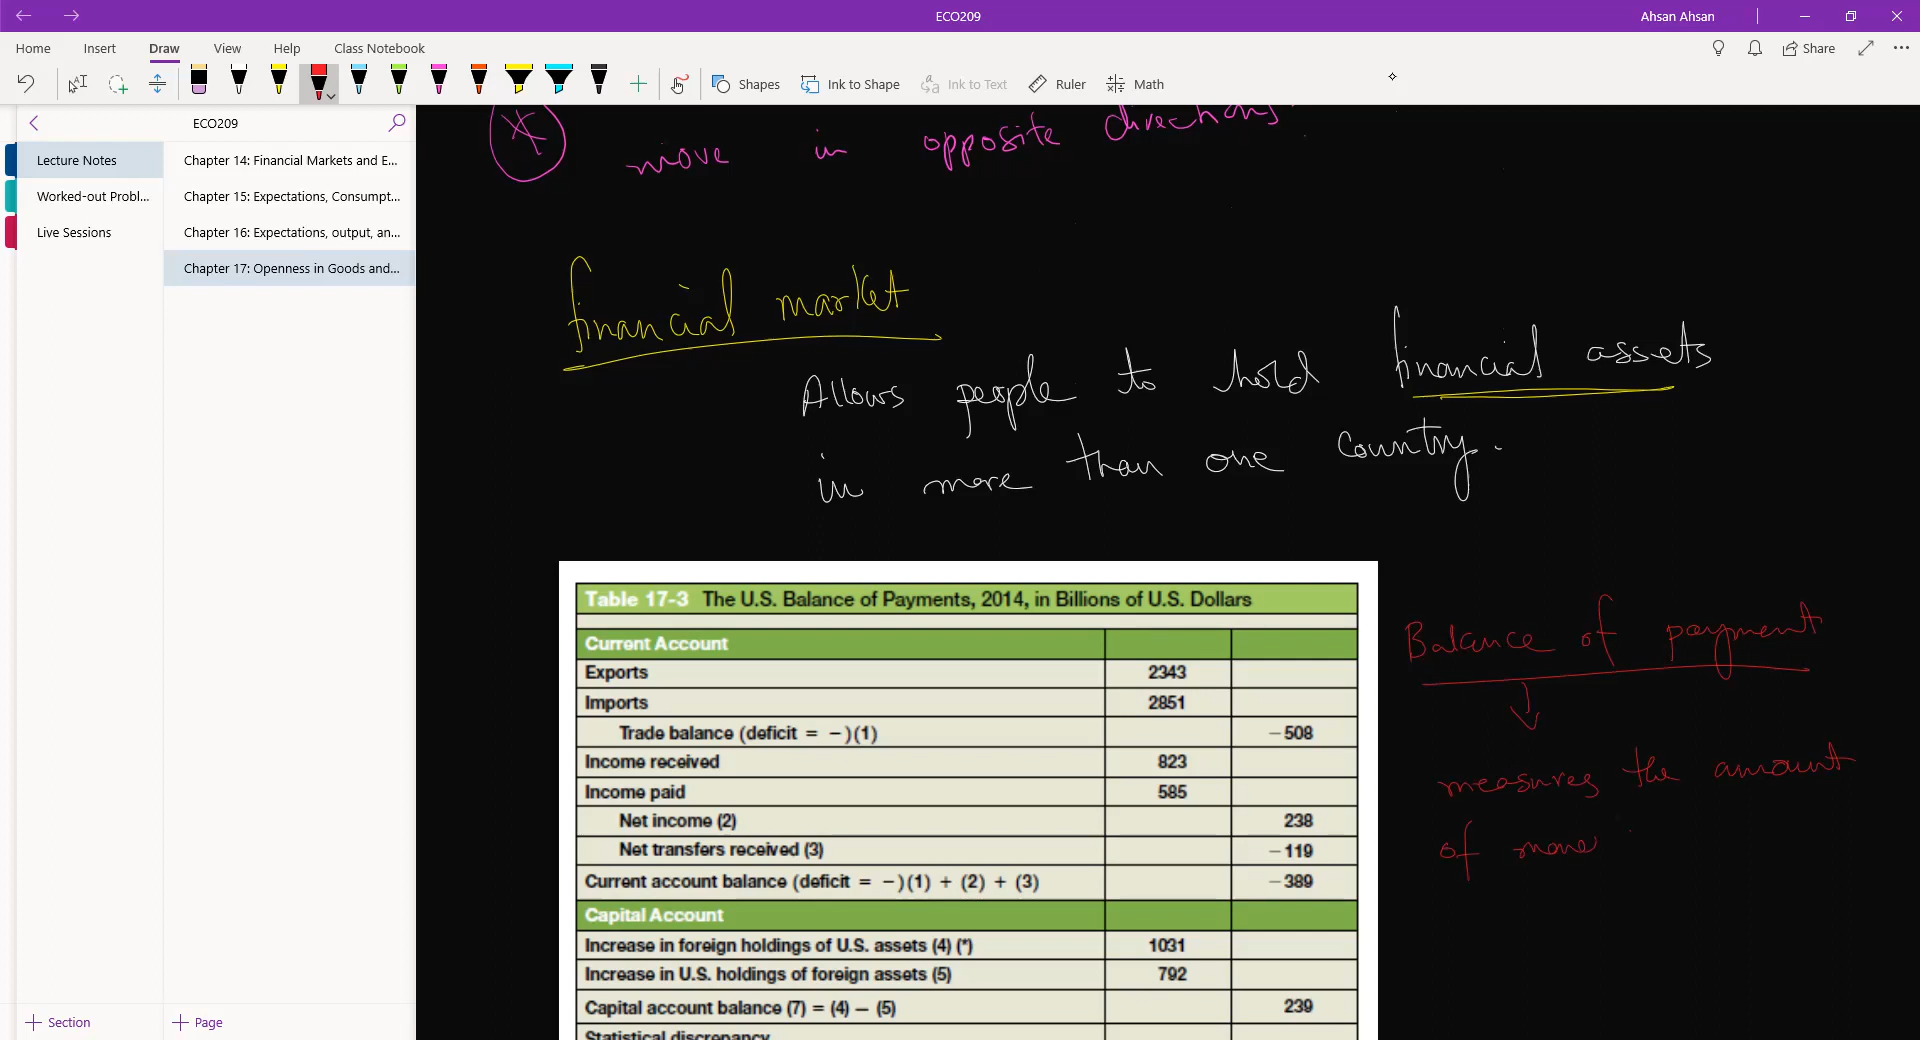 ECO209
Ahsan Ahsan
Home Insert Draw View Help Class Notebook
Share
Shapes Ink to Shape Ink to Text Ruler Math
ECO209
Lecture Notes
Worked-out Probl...
Live Sessions
Chapter 14: Financial Markets and E...
Chapter 15: Expectations, Consumpt...
Chapter 16: Expectations, output, an...
Chapter 17: Openness in Goods and...
Section
Page
move in opposite directions.
financial market
Allows people to hold financial assets
in more than one country.
Table 17-3 The U.S. Balance of Payments, 2014, in Billions of U.S. Dollars
Current Account
Exports 2343
Imports 2851
Trade balance (deficit = −)(1) −508
Income received 823
Income paid 585
Net income (2) 238
Net transfers received (3) −119
Current account balance (deficit = −)(1) + (2) + (3) −389
Capital Account
Increase in foreign holdings of U.S. assets (4) (*) 1031
Increase in U.S. holdings of foreign assets (5) 792
Capital account balance (7) = (4) − (5) 239
Statistical discrepancy
Balance of payment
measures the amount
of mone